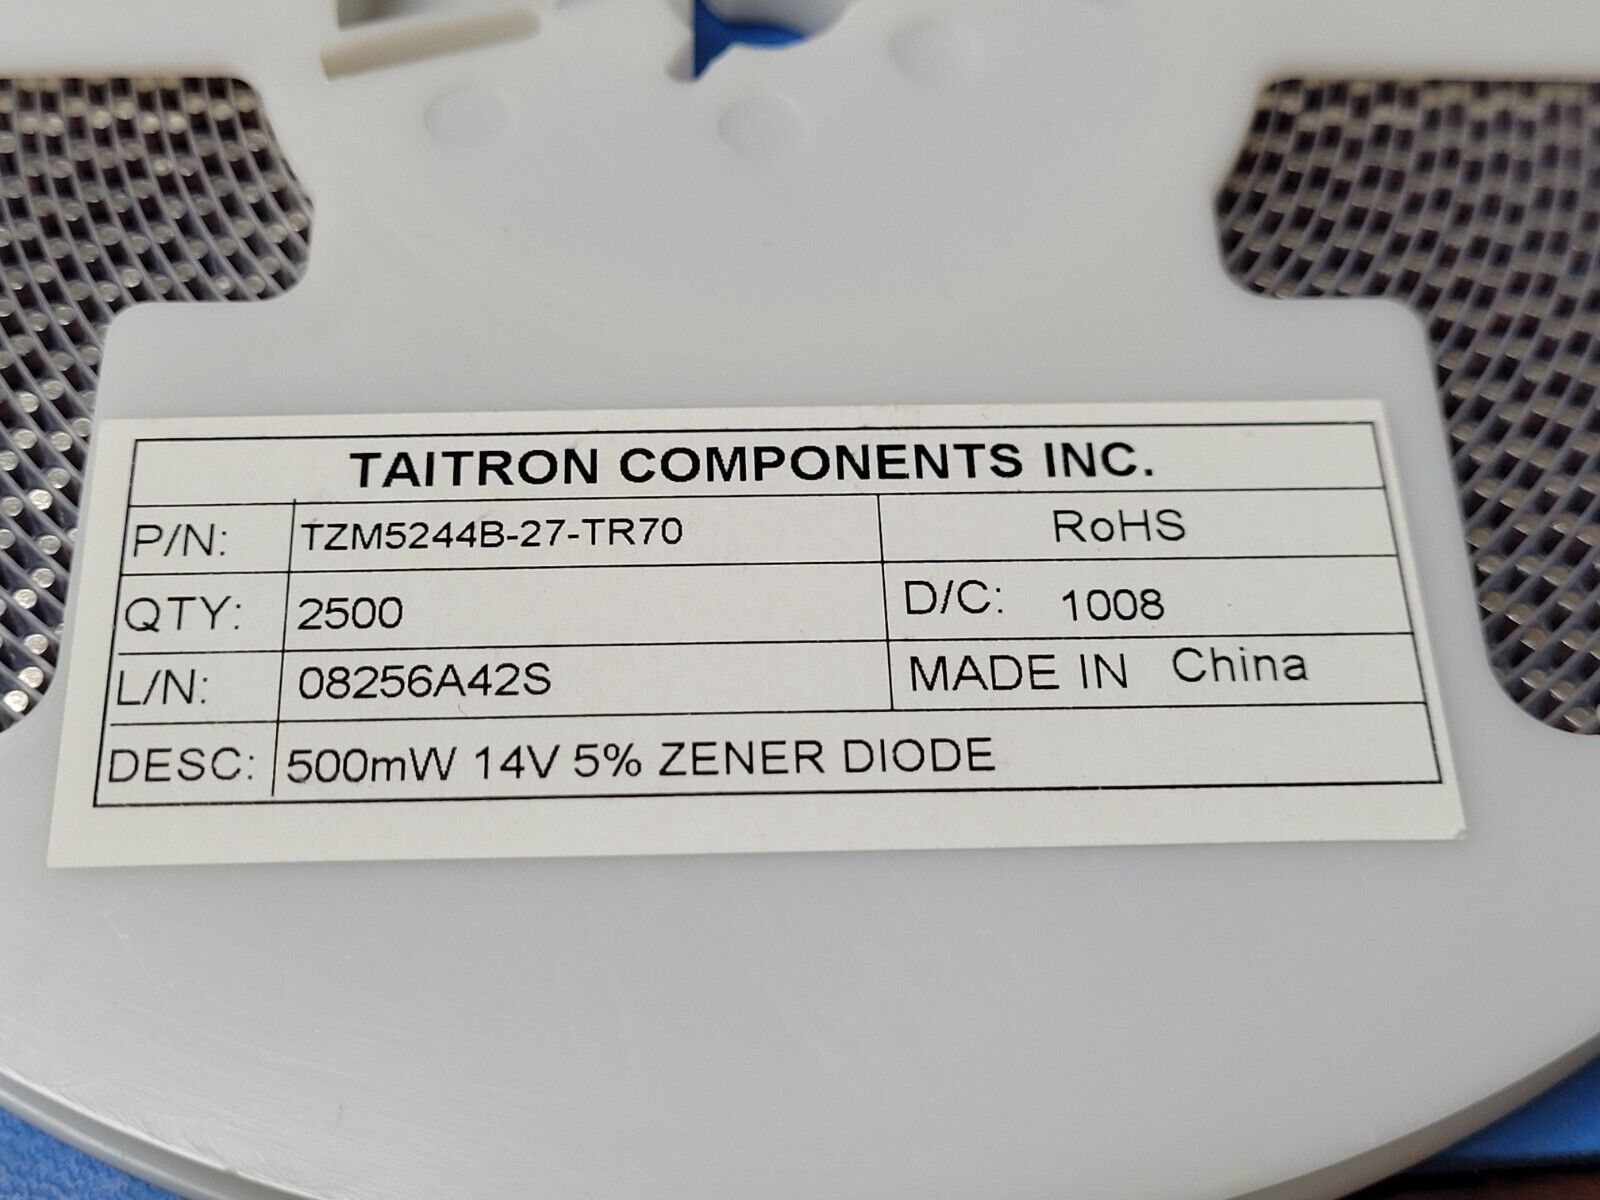 TAITRON COMPONENTS INC.
P/N: TZM5244B-27-TR70 RoHS
QTY: 2500 D/C: 1008
L/N: 08256A42S MADE IN China
DESC: 500mW 14V 5% ZENER DIODE